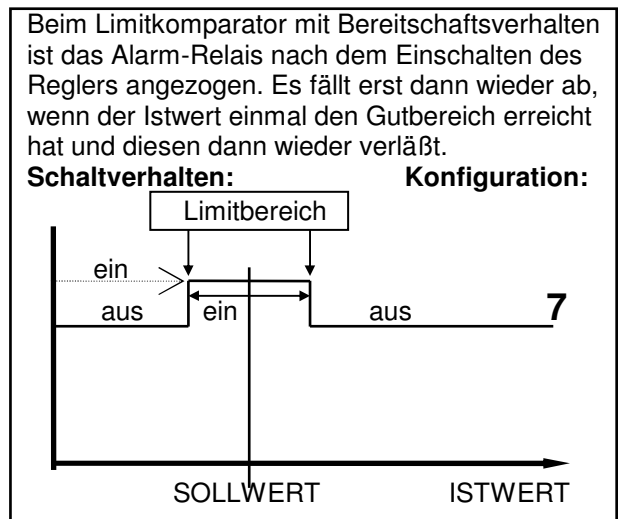 Beim Limitkomparator mit Bereitschaftsverhalten
ist das Alarm-Relais nach dem Einschalten des
Reglers angezogen. Es fällt erst dann wieder ab,
wenn der Istwert einmal den Gutbereich erreicht
hat und diesen dann wieder verläßt.
Schaltverhalten: Konfiguration:
Limitbereich
ein
aus ein aus 7
SOLLWERT ISTWERT